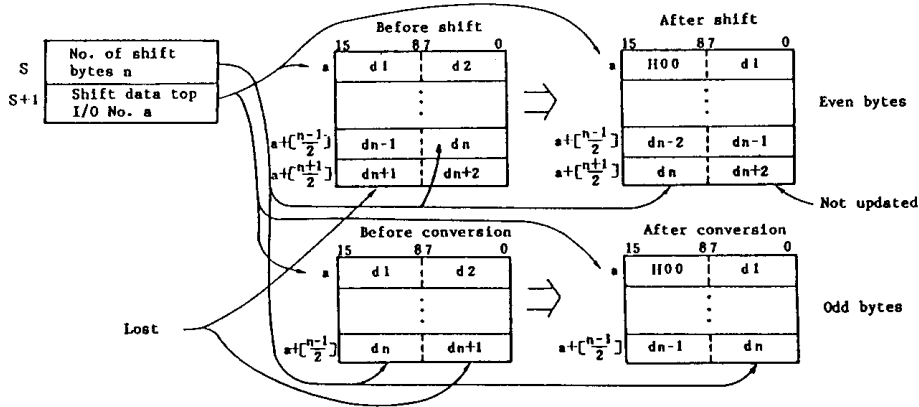 Before shift
After shift
15 8 7 0
15 8 7 0
S
No. of shift
bytes n
S+1
Shift data top
I/O No. a
a
d1 d2
a
H00 d1
Even bytes
a+[n-1/2]
dn-1 dn
a+[n-1/2]
dn-2 dn-1
a+[n+1/2]
dn+1 dn+2
a+[n+1/2]
dn dn+2
Not updated
Before conversion
After conversion
15 8 7 0
15 8 7 0
a
d1 d2
a
H00 d1
Odd bytes
Lost
a+[n-1/2]
dn dn+1
dn-1 dn